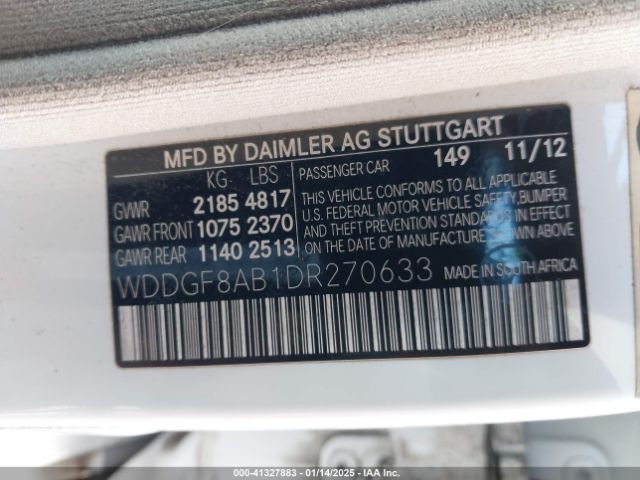 MFD BY DAIMLER AG STUTTGART
KG LBS PASSENGER CAR 149 11/12
GVWR 2185 4817
GAWR FRONT 1075 2370
GAWR REAR 1140 2513
THIS VEHICLE CONFORMS TO ALL APPLICABLE
U.S. FEDERAL MOTOR VEHICLE SAFETY, BUMPER
AND THEFT PREVENTION STANDARDS IN EFFECT
ON THE DATE OF MANUFACTURE SHOWN ABOVE
WDDGF8AB1DR270633 MADE IN SOUTH AFRICA
000-41327883 - 01/14/2025 - IAA Inc.